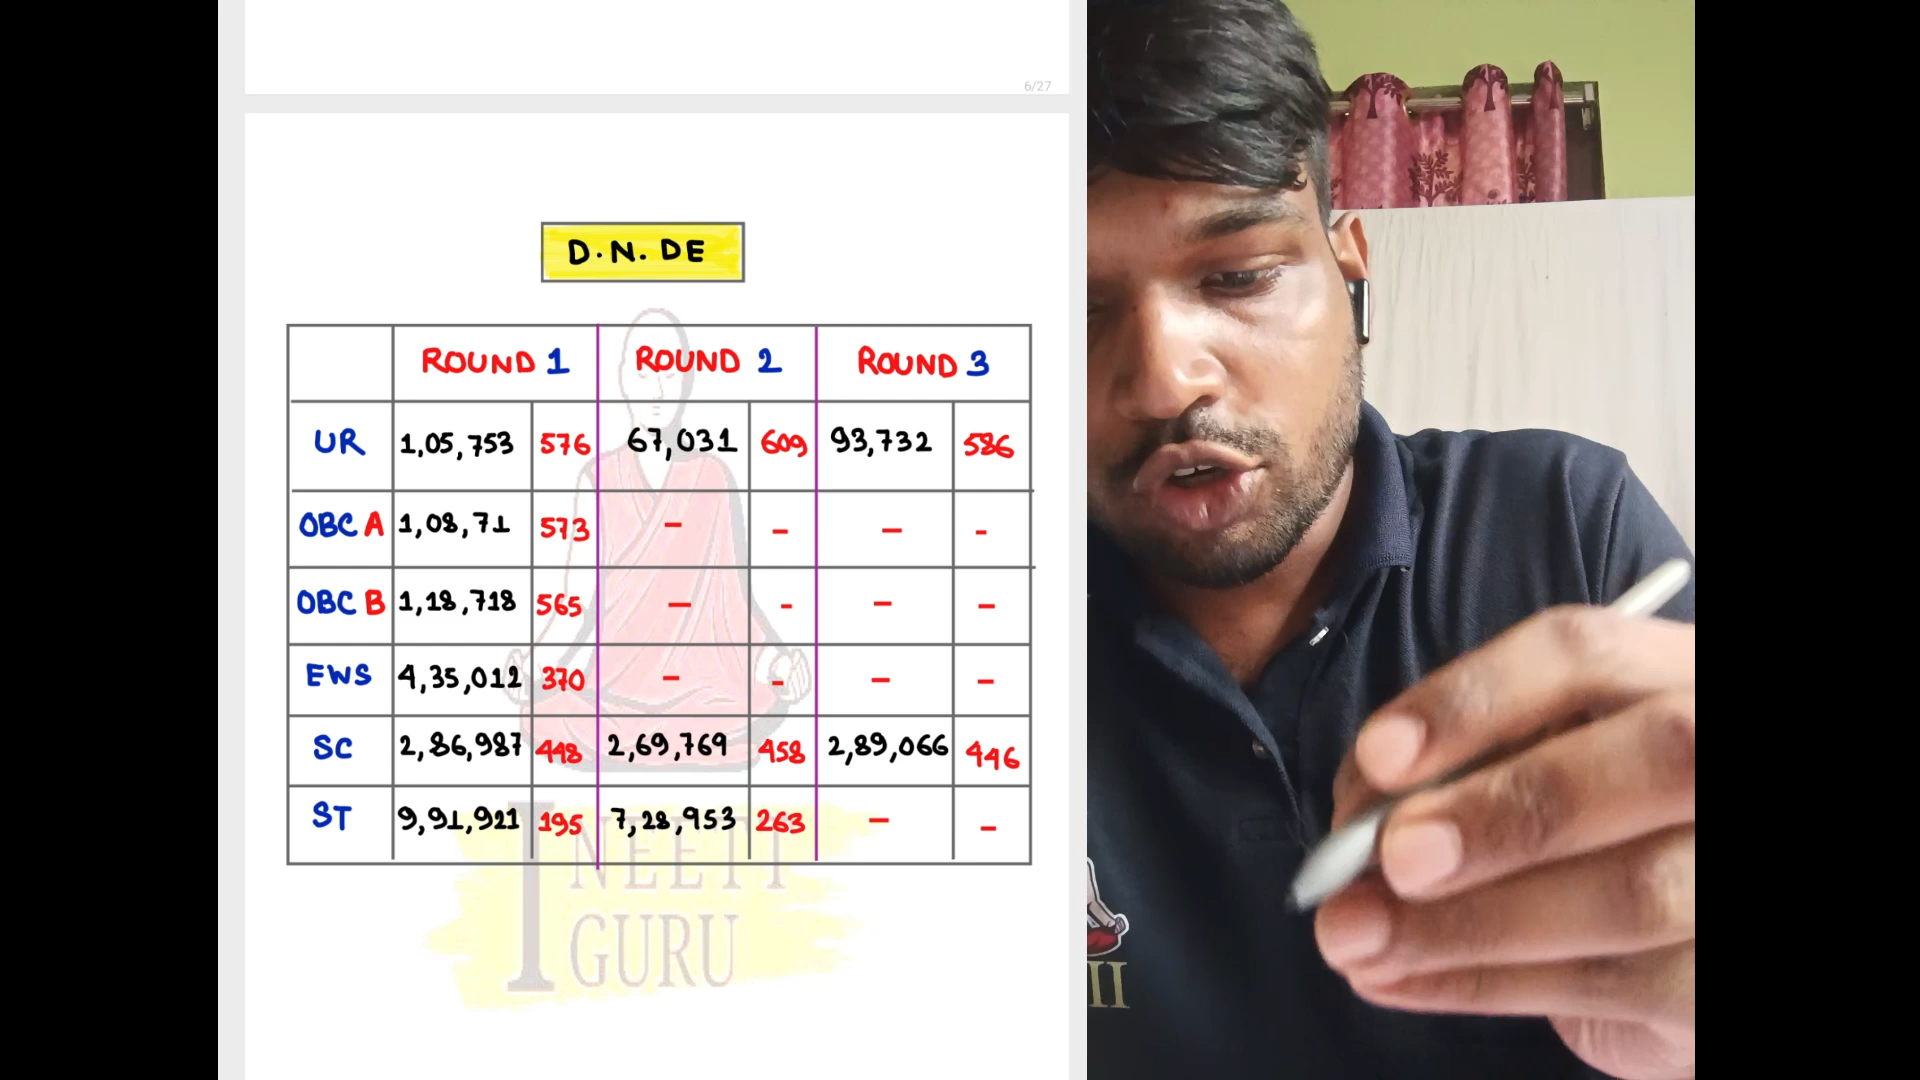 6/27
D.N. DE
ROUND 1 ROUND 2 ROUND 3
UR 1,05,753 576 67,031 609 93,732 586
OBC A 1,08,71 573 - - - -
OBC B 1,18,718 565 - - - -
EWS 4,35,012 370 - - - -
SC 2,86,987 448 2,69,769 458 2,89,066 446
ST 9,91,921 195 7,28,953 263 - -
I NEETI
GURU
II